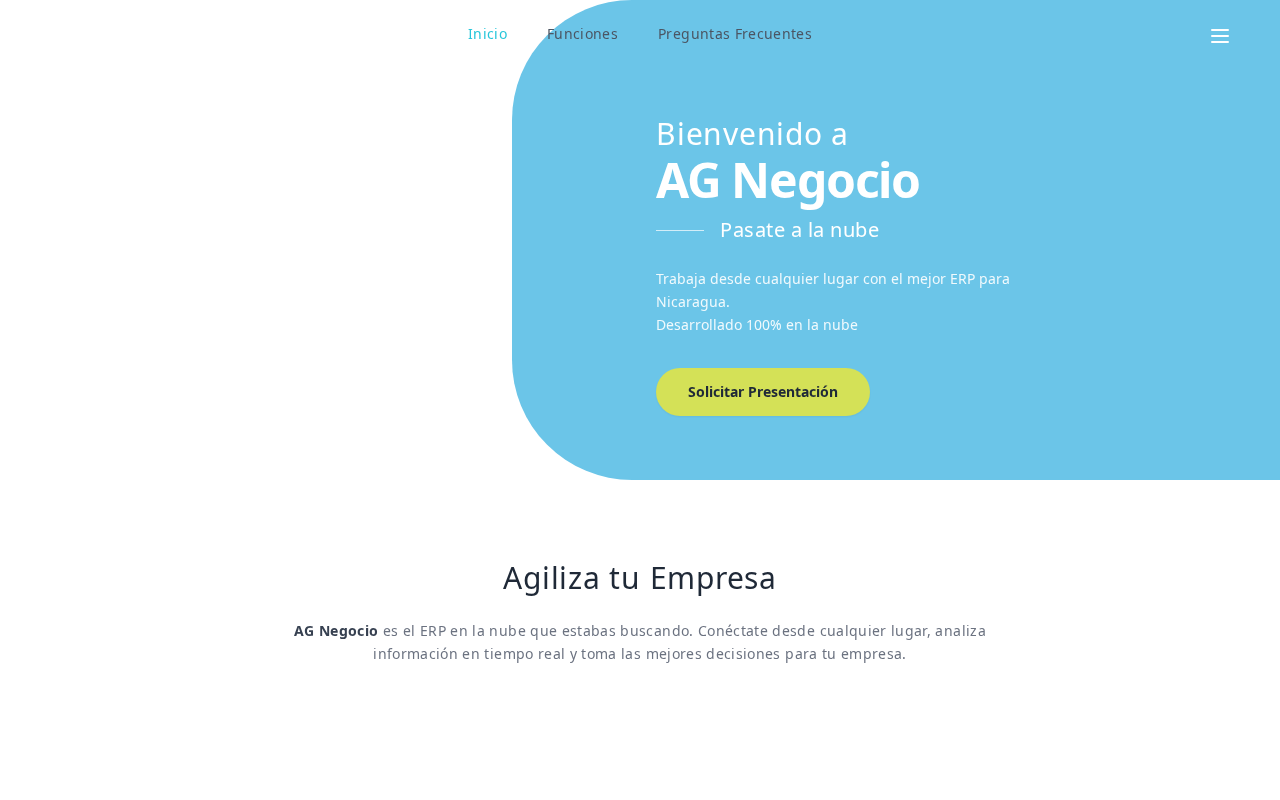 Inicio Funciones Preguntas Frecuentes
Bienvenido a
AG Negocio
Pasate a la nube
Trabaja desde cualquier lugar con el mejor ERP para
Nicaragua.
Desarrollado 100% en la nube
Solicitar Presentación
Agiliza tu Empresa
AG Negocio es el ERP en la nube que estabas buscando. Conéctate desde cualquier lugar, analiza
información en tiempo real y toma las mejores decisiones para tu empresa.